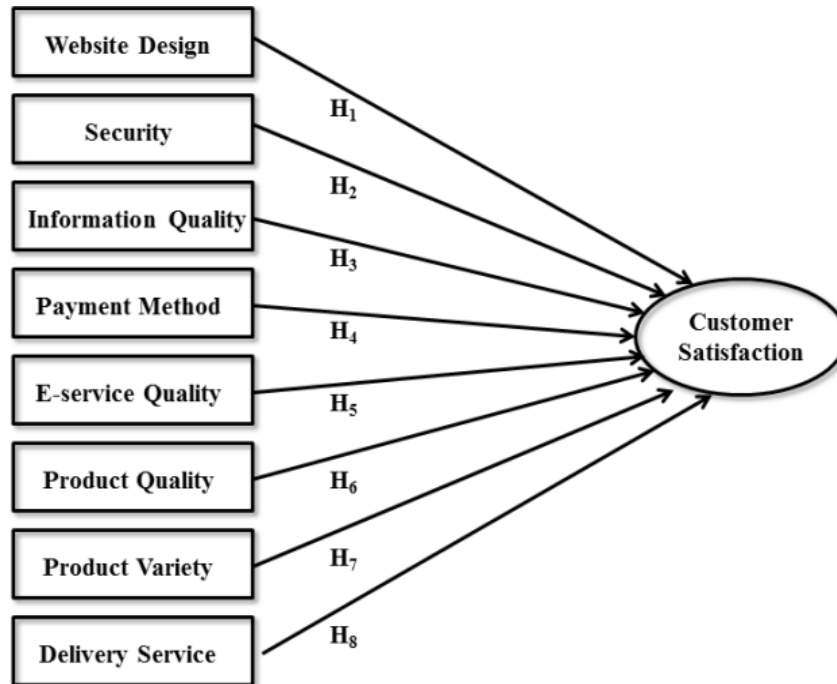 Website Design
Security
Information Quality
Payment Method
E-service Quality
Product Quality
Product Variety
Delivery Service
H₁
H₂
H₃
H₄
H₅
H₆
H₇
H₈
Customer
Satisfaction